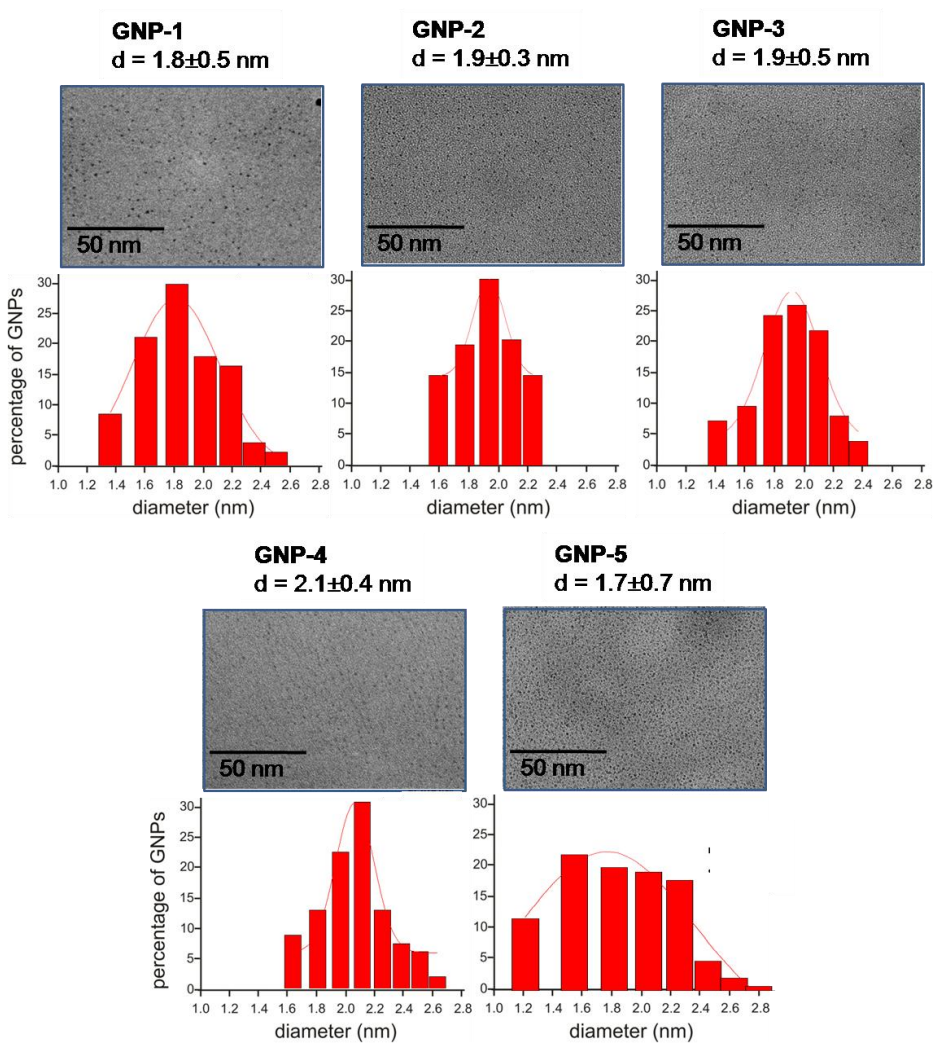 GNP-1
d = 1.8±0.5 nm
GNP-2
d = 1.9±0.3 nm
GNP-3
d = 1.9±0.5 nm
50 nm
50 nm
50 nm
percentage of GNPs
30
25
20
15
10
5
0
1.0 1.2 1.4 1.6 1.8 2.0 2.2 2.4 2.6 2.8
diameter (nm)
30
25
20
15
10
5
0
1.0 1.2 1.4 1.6 1.8 2.0 2.2 2.4 2.6 2.8
diameter (nm)
30
25
20
15
10
5
0
1.0 1.2 1.4 1.6 1.8 2.0 2.2 2.4 2.6 2.8
diameter (nm)
GNP-4
d = 2.1±0.4 nm
GNP-5
d = 1.7±0.7 nm
50 nm
50 nm
percentage of GNPs
30
25
20
15
10
5
0
1.0 1.2 1.4 1.6 1.8 2.0 2.2 2.4 2.6 2.8
diameter (nm)
30
25
20
15
10
5
0
1.0 1.2 1.4 1.6 1.8 2.0 2.2 2.4 2.6 2.8
diameter (nm)